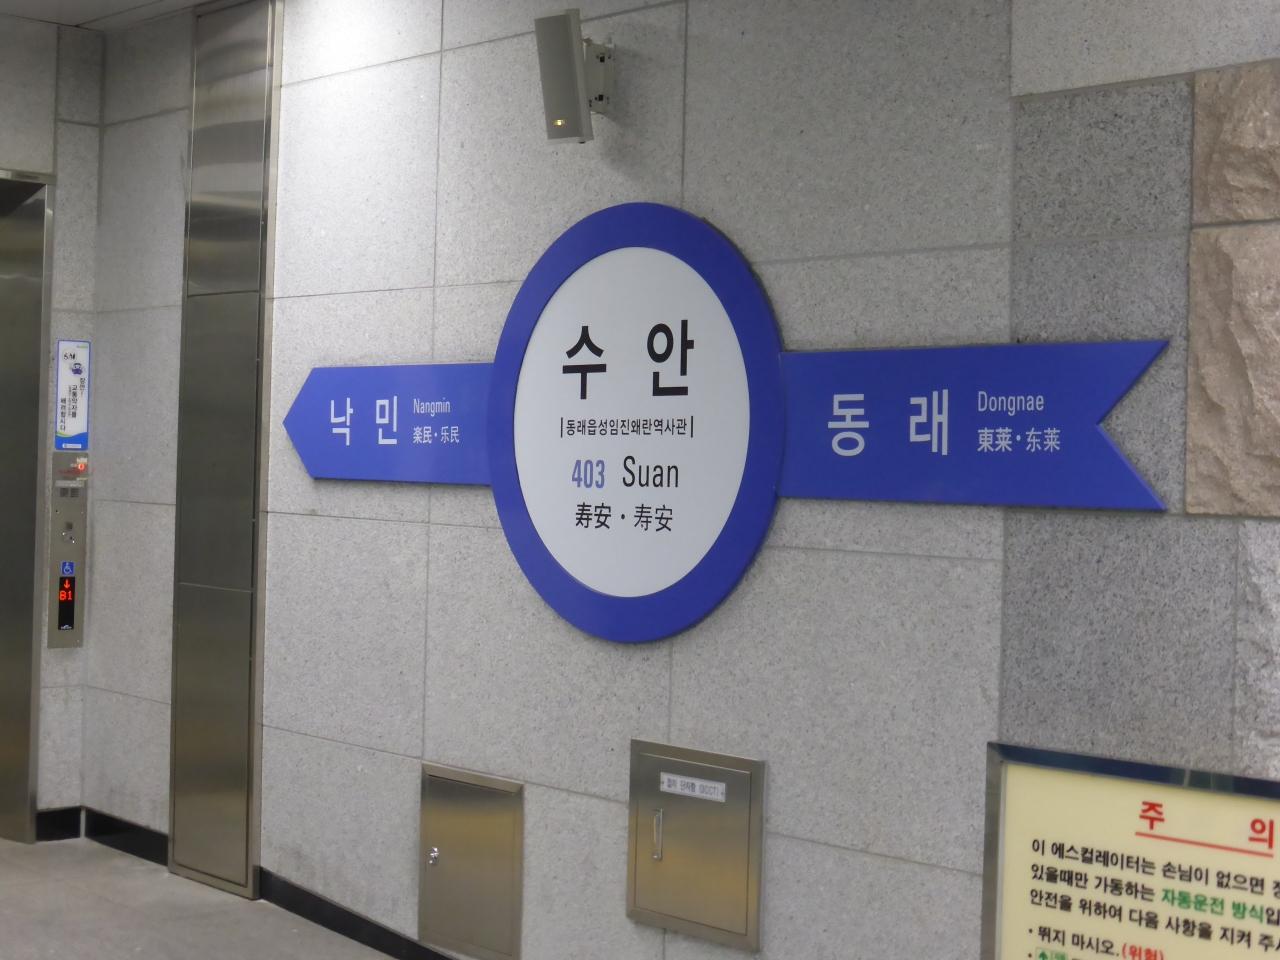 수 안
동래읍성임진왜란역사관
403 Suan
寿安・寿安
낙 민
Nangmin
楽民・乐民
동 래
Dongnae
東莱・东莱
B1
주 의
이 에스컬레이터는 손님이 없으면
있을때만 가동하는 자동운전 방식입
안전을 위하여 다음 사항을 지켜 주시
・뛰지 마시오.(위험)